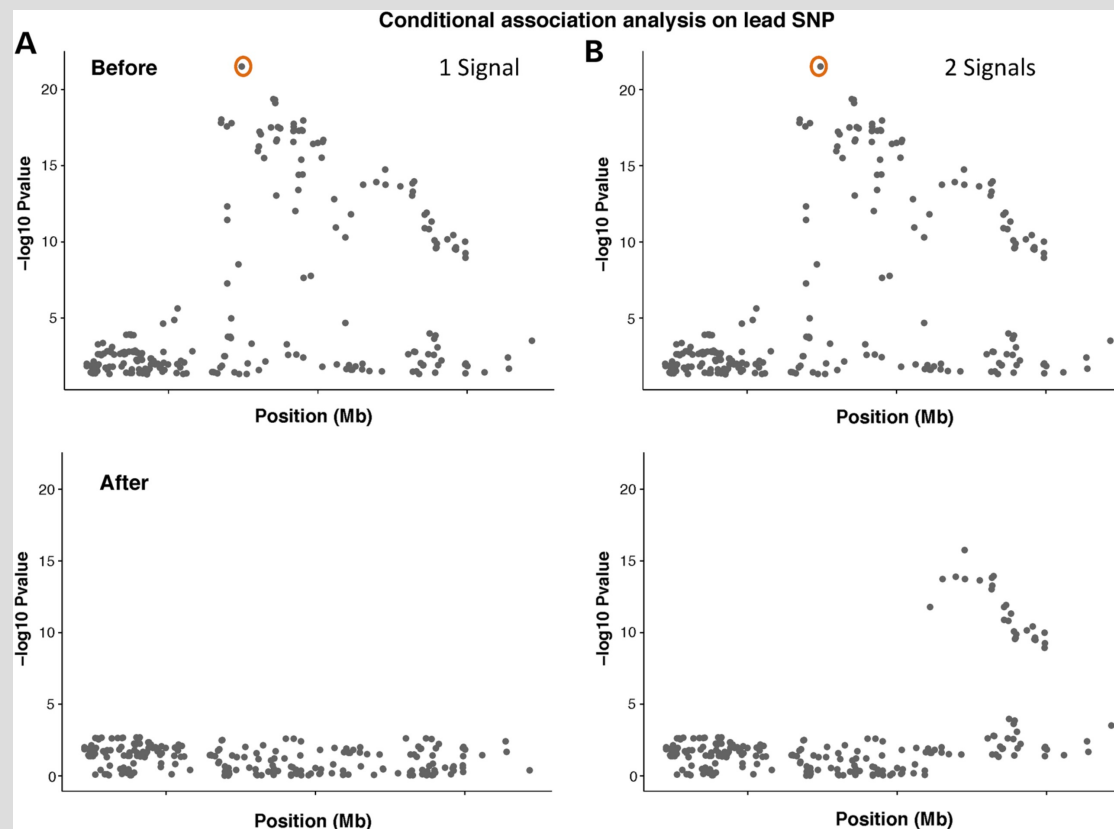 Conditional association analysis on lead SNP
A
Before
1 Signal
20
15
10
5
−log10 Pvalue
Position (Mb)
B
2 Signals
20
15
10
5
−log10 Pvalue
Position (Mb)
After
20
15
10
5
0
−log10 Pvalue
Position (Mb)
20
15
10
5
0
−log10 Pvalue
Position (Mb)